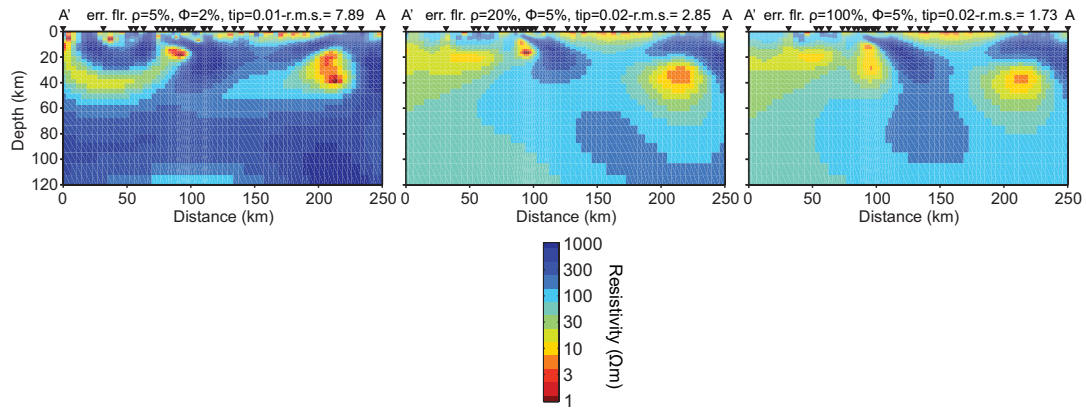 err. flr. ρ=5%, Φ=2%, tip=0.01-r.m.s.= 7.89
err. flr. ρ=20%, Φ=5%, tip=0.02-r.m.s.= 2.85
err. flr. ρ=100%, Φ=5%, tip=0.02-r.m.s.= 1.73
A' A A' A A' A
0
20
40
60
80
100
120
Depth (km)
0 50 100 150 200 250
0 50 100 150 200 250
0 50 100 150 200 250
Distance (km)
Distance (km)
Distance (km)
1000
300
100
30
10
3
1
Resistivity (Ωm)